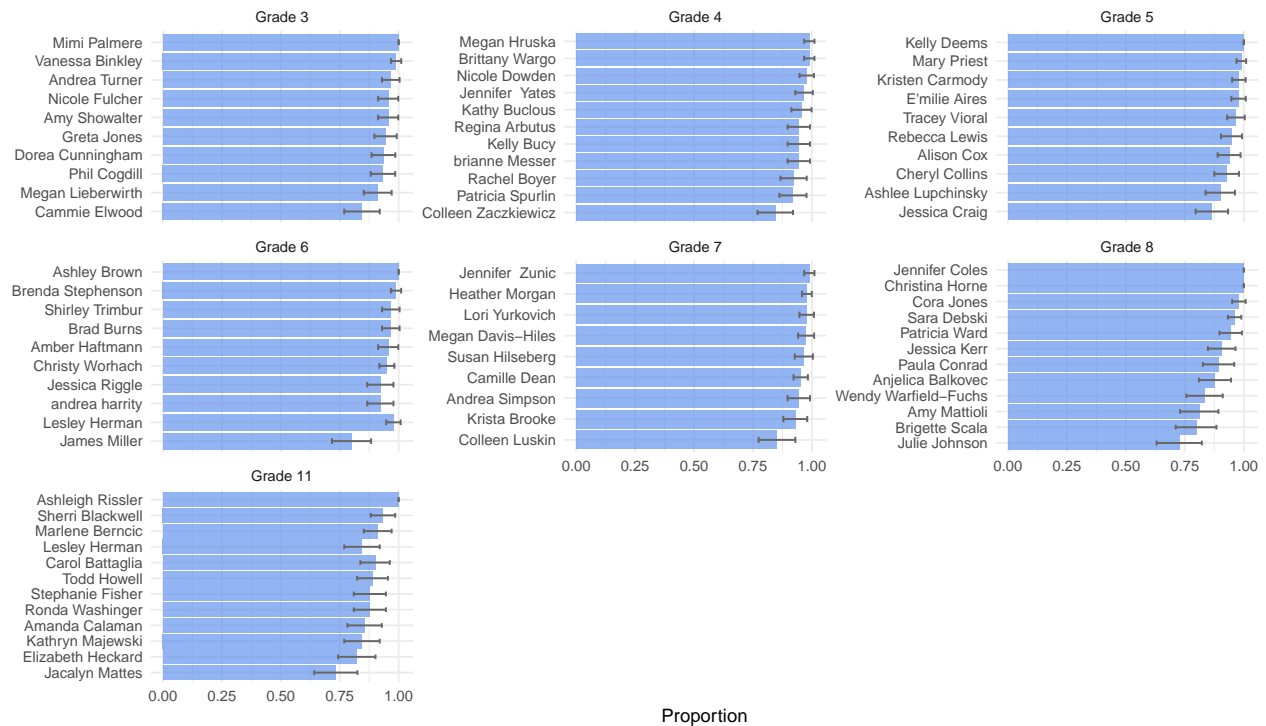 Grade 3
Mimi Palmere
Vanessa Binkley
Andrea Turner
Nicole Fulcher
Amy Showalter
Greta Jones
Dorea Cunningham
Phil Cogdill
Megan Lieberwirth
Cammie Elwood
Grade 4
Megan Hruska
Brittany Wargo
Nicole Dowden
Jennifer  Yates
Kathy Buclous
Regina Arbutus
Kelly Bucy
brianne Messer
Rachel Boyer
Patricia Spurlin
Colleen Zaczkiewicz
Grade 5
Kelly Deems
Mary Priest
Kristen Carmody
E'milie Aires
Tracey Vioral
Rebecca Lewis
Alison Cox
Cheryl Collins
Ashlee Lupchinsky
Jessica Craig
Grade 6
Ashley Brown
Brenda Stephenson
Shirley Trimbur
Brad Burns
Amber Haftmann
Christy Worhach
Jessica Riggle
andrea harrity
Lesley Herman
James Miller
Grade 7
Jennifer  Zunic
Heather Morgan
Lori Yurkovich
Megan Davis−Hiles
Susan Hilseberg
Camille Dean
Andrea Simpson
Krista Brooke
Colleen Luskin
0.00 0.25 0.50 0.75 1.00
Grade 8
Jennifer Coles
Christina Horne
Cora Jones
Sara Debski
Patricia Ward
Jessica Kerr
Paula Conrad
Anjelica Balkovec
Wendy Warfield−Fuchs
Amy Mattioli
Brigette Scala
Julie Johnson
0.00 0.25 0.50 0.75 1.00
Grade 11
Ashleigh Rissler
Sherri Blackwell
Marlene Berncic
Lesley Herman
Carol Battaglia
Todd Howell
Stephanie Fisher
Ronda Washinger
Amanda Calaman
Kathryn Majewski
Elizabeth Heckard
Jacalyn Mattes
0.00 0.25 0.50 0.75 1.00
Proportion